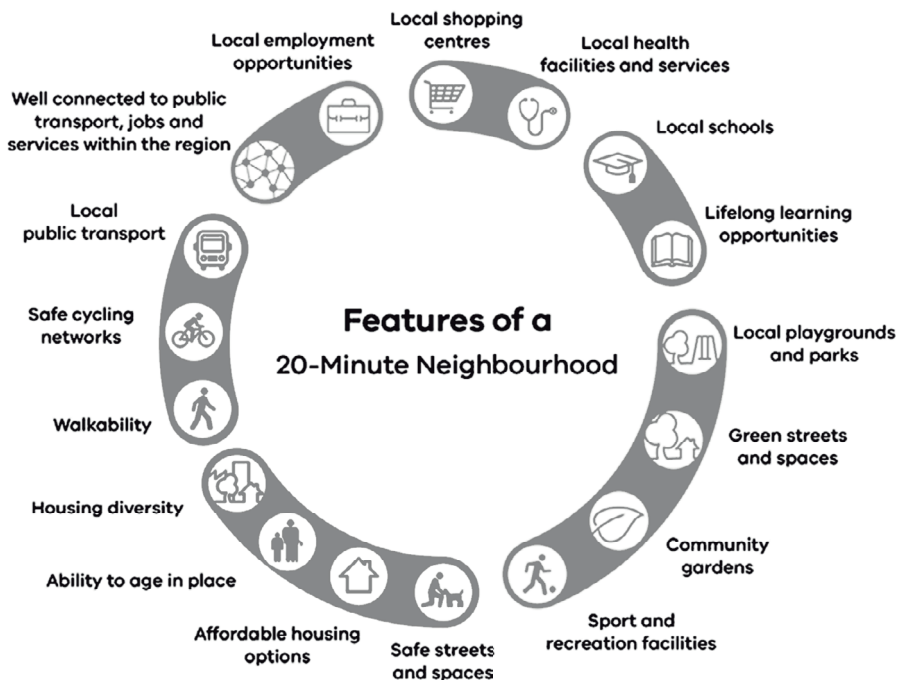 Features of a
20-Minute Neighbourhood
Local shopping
centres
Local health
facilities and services
Local schools
Lifelong learning
opportunities
Local playgrounds
and parks
Green streets
and spaces
Community
gardens
Sport and
recreation facilities
Safe streets
and spaces
Affordable housing
options
Ability to age in place
Housing diversity
Walkability
Safe cycling
networks
Local
public transport
Well connected to public
transport, jobs and
services within the region
Local employment
opportunities